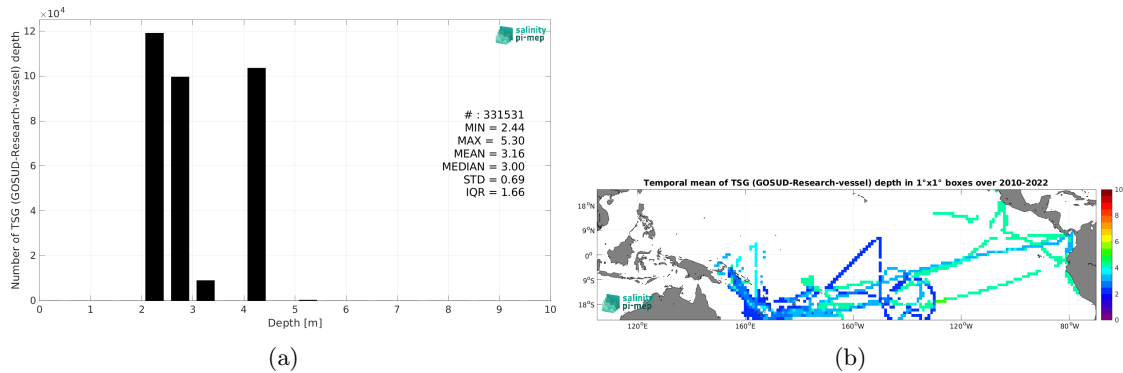 ×10⁴
12
10
8
6
4
2
0
Number of TSG (GOSUD-Research-vessel) depth
salinity
pi-mep
# : 331531
MIN = 2.44
MAX = 5.30
MEAN = 3.16
MEDIAN = 3.00
STD = 0.69
IQR = 1.66
0 1 2 3 4 5 6 7 8 9 10
Depth [m]
(a)
Temporal mean of TSG (GOSUD-Research-vessel) depth in 1°x1° boxes over 2010-2022
18°N
9°N
0°
9°S
18°S
salinity
pi-mep
120°E 160°E 160°W 120°W 80°W
10
8
6
4
2
0
(b)